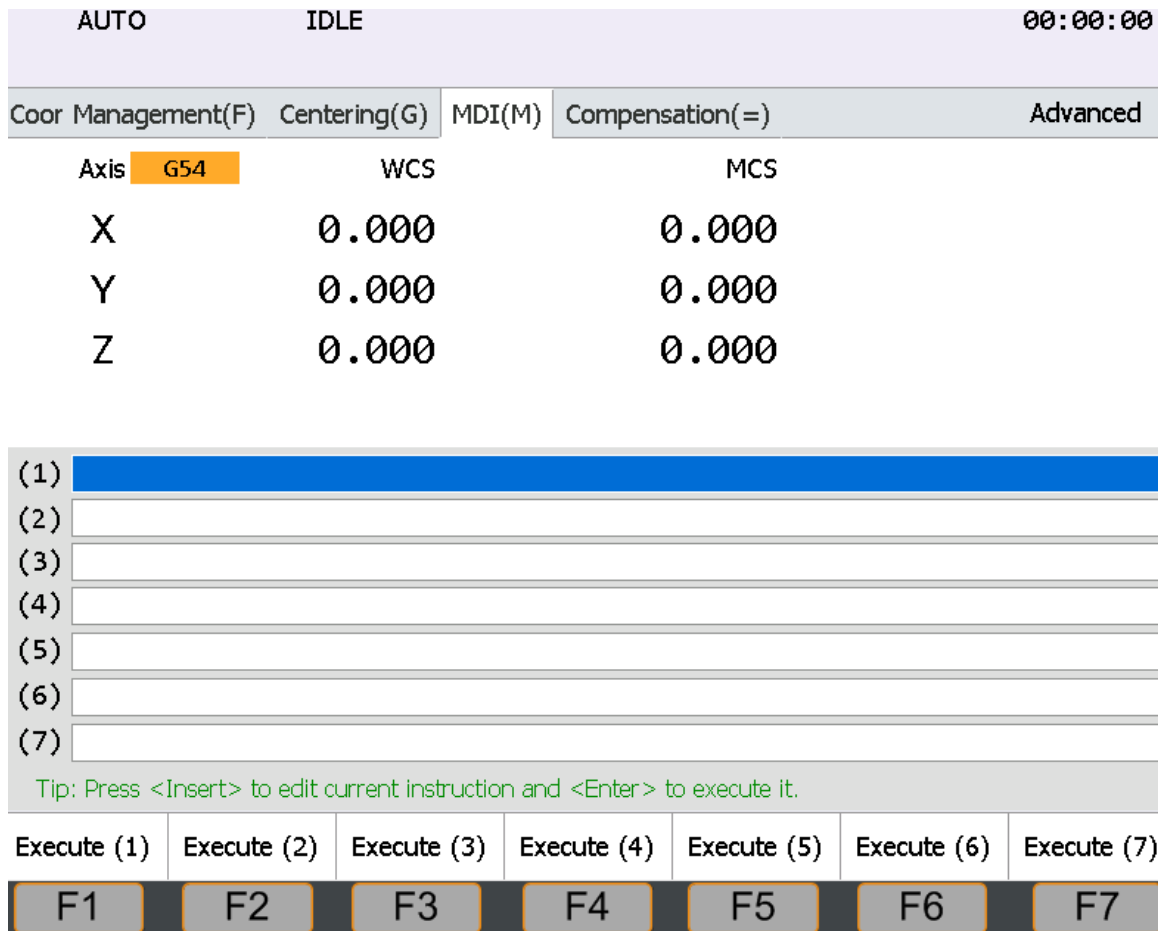 AUTO IDLE 00:00:00
Coor Management(F) Centering(G) MDI(M) Compensation(=) Advanced
Axis G54 WCS MCS
X 0.000 0.000
Y 0.000 0.000
Z 0.000 0.000
(1)
(2)
(3)
(4)
(5)
(6)
(7)
Tip: Press <Insert> to edit current instruction and <Enter> to execute it.
Execute (1) Execute (2) Execute (3) Execute (4) Execute (5) Execute (6) Execute (7)
F1 F2 F3 F4 F5 F6 F7